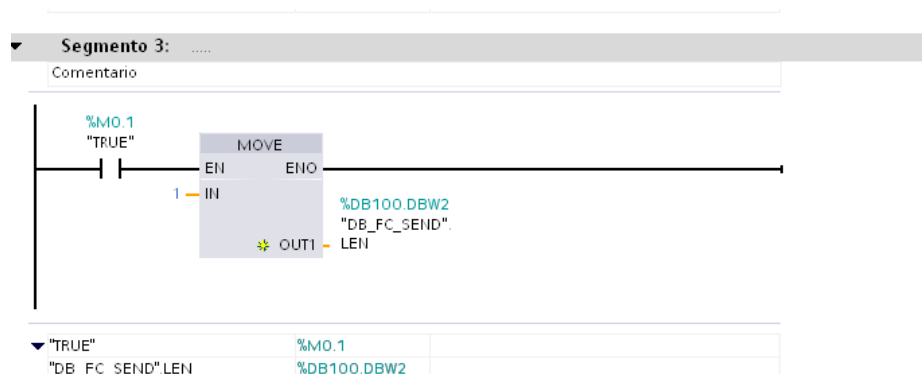 Segmento 3: .....
Comentario
%M0.1
"TRUE"
MOVE
EN ENO
1 IN
%DB100.DBW2
"DB_FC_SEND".
OUT1 LEN
"TRUE" %M0.1
"DB_FC_SEND".LEN %DB100.DBW2